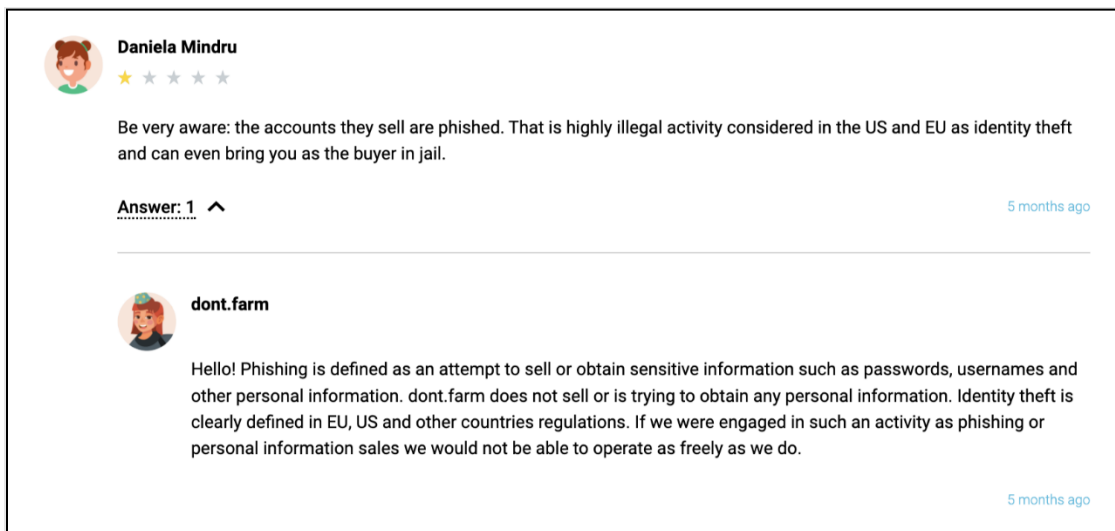 Daniela Mindru
Be very aware: the accounts they sell are phished. That is highly illegal activity considered in the US and EU as identity theft
and can even bring you as the buyer in jail.
Answer: 1
5 months ago
dont.farm
Hello! Phishing is defined as an attempt to sell or obtain sensitive information such as passwords, usernames and
other personal information. dont.farm does not sell or is trying to obtain any personal information. Identity theft is
clearly defined in EU, US and other countries regulations. If we were engaged in such an activity as phishing or
personal information sales we would not be able to operate as freely as we do.
5 months ago